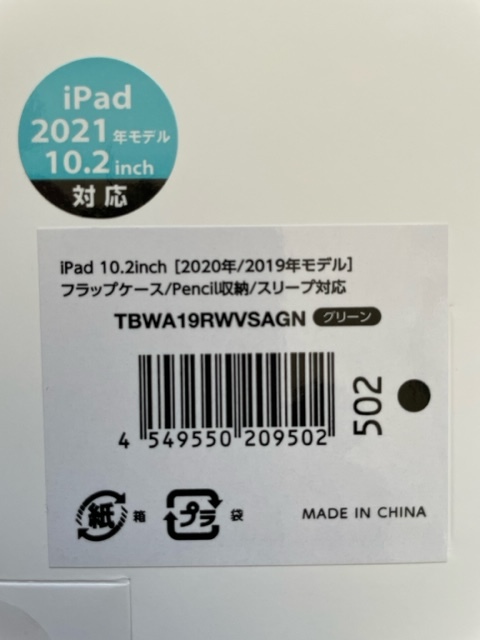 iPad
2021年モデル
10.2inch
対応
iPad 10.2inch [2020年/2019年モデル]
フラップケース/Pencil収納/スリープ対応
TBWA19RWVSAGN グリーン
4 549550 209502
502
紙 箱 プラ 袋 MADE IN CHINA